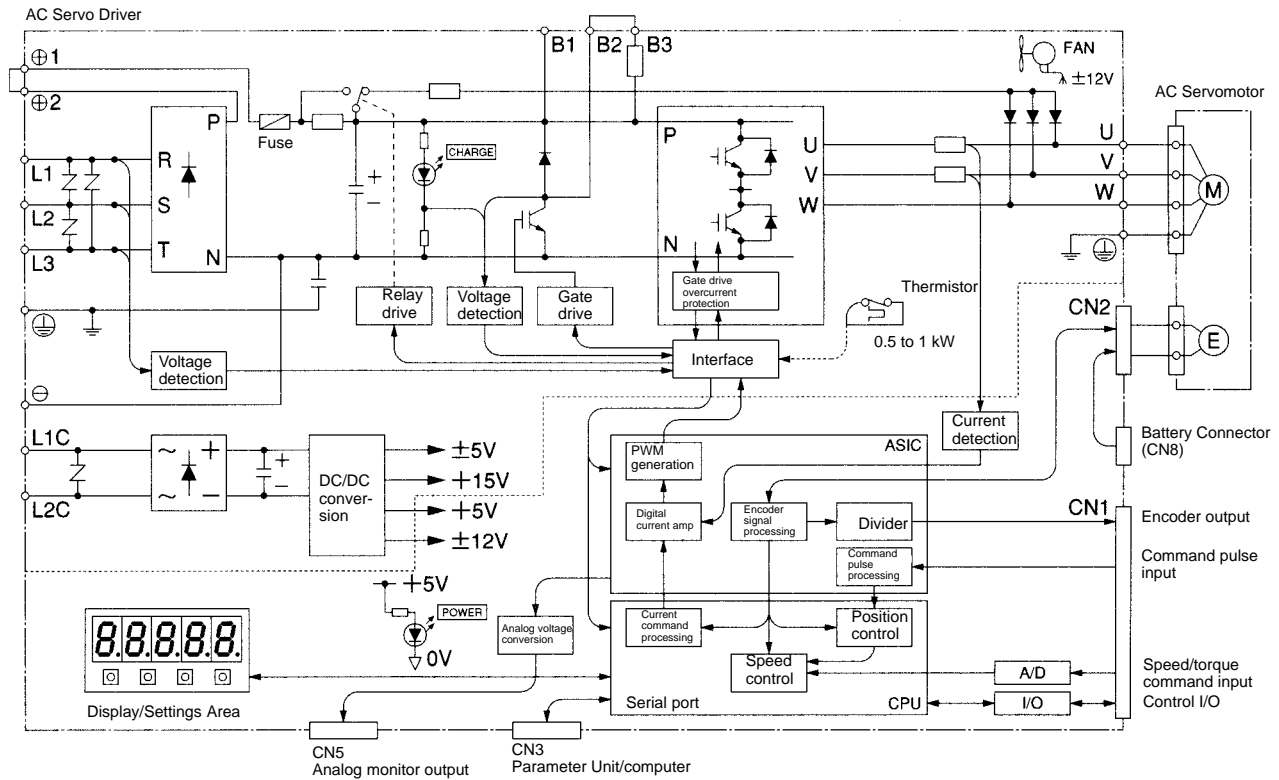 AC Servo Driver
⊕1
⊕2
B1 B2 B3
FAN
±12V
AC Servomotor
P
Fuse
CHARGE
+
−
P
U
V
W
U
V
W
M
L1
R
L2
S
L3
T
N
N
Relay
drive
Voltage
detection
Gate
drive
Gate drive
overcurrent
protection
Thermistor
0.5 to 1 kW
CN2
E
Voltage
detection
Interface
⊖
L1C
~ +
~ −
+
−
L2C
DC/DC
conver-
sion
±5V
+15V
+5V
±12V
ASIC
PWM
generation
Current
detection
Battery Connector
(CN8)
Digital
current amp
Encoder
signal
processing
Divider
CN1
Encoder output
Command
pulse
processing
Command pulse
input
+5V
POWER
0V
Analog voltage
conversion
Current
command
processing
Position
control
Speed
control
A/D
Speed/torque
command input
8.8.8.8.8.
Display/Settings Area
Serial port
CPU
I/O
Control I/O
CN5
Analog monitor output
CN3
Parameter Unit/computer